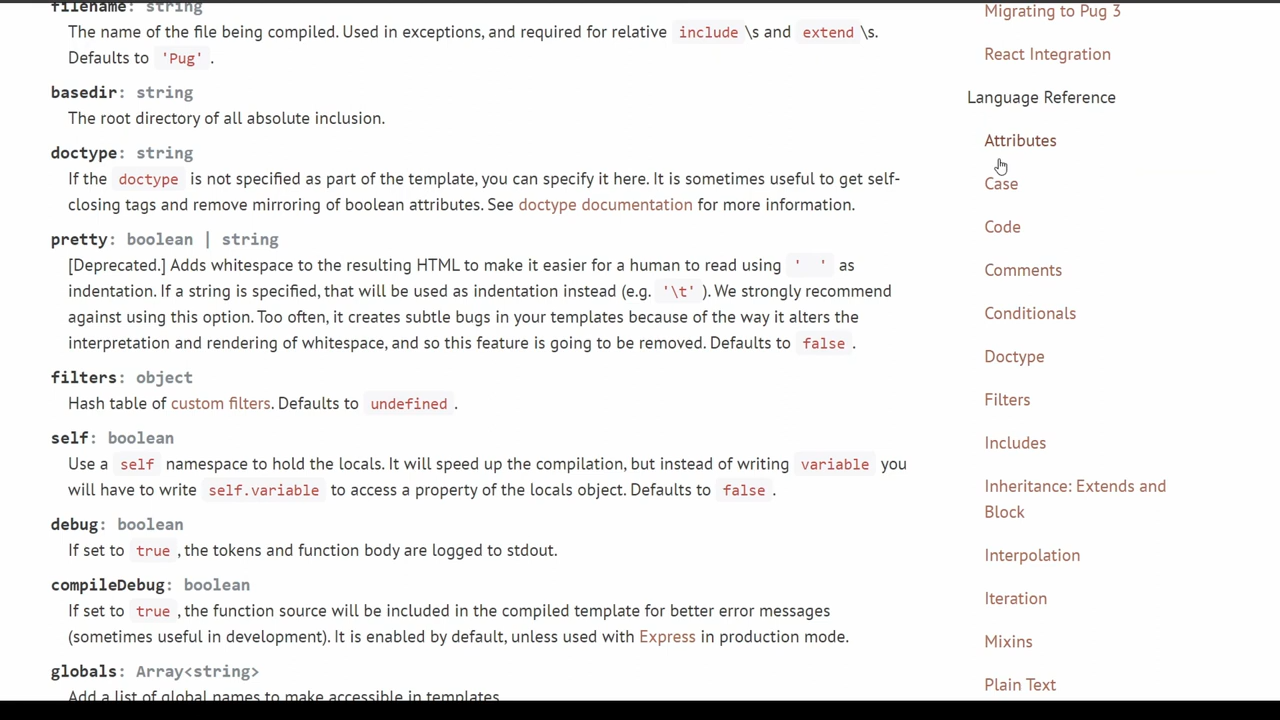 filename: string
The name of the file being compiled. Used in exceptions, and required for relative include \s and extend \s.
Defaults to 'Pug' .
basedir: string
The root directory of all absolute inclusion.
doctype: string
If the doctype is not specified as part of the template, you can specify it here. It is sometimes useful to get self-
closing tags and remove mirroring of boolean attributes. See doctype documentation for more information.
pretty: boolean | string
[Deprecated.] Adds whitespace to the resulting HTML to make it easier for a human to read using '  ' as
indentation. If a string is specified, that will be used as indentation instead (e.g. '\t' ). We strongly recommend
against using this option. Too often, it creates subtle bugs in your templates because of the way it alters the
interpretation and rendering of whitespace, and so this feature is going to be removed. Defaults to false .
filters: object
Hash table of custom filters. Defaults to undefined .
self: boolean
Use a self namespace to hold the locals. It will speed up the compilation, but instead of writing variable you
will have to write self.variable to access a property of the locals object. Defaults to false .
debug: boolean
If set to true , the tokens and function body are logged to stdout.
compileDebug: boolean
If set to true , the function source will be included in the compiled template for better error messages
(sometimes useful in development). It is enabled by default, unless used with Express in production mode.
globals: Array<string>
Add a list of global names to make accessible in templates
Migrating to Pug 3
React Integration
Language Reference
Attributes
Case
Code
Comments
Conditionals
Doctype
Filters
Includes
Inheritance: Extends and
Block
Interpolation
Iteration
Mixins
Plain Text